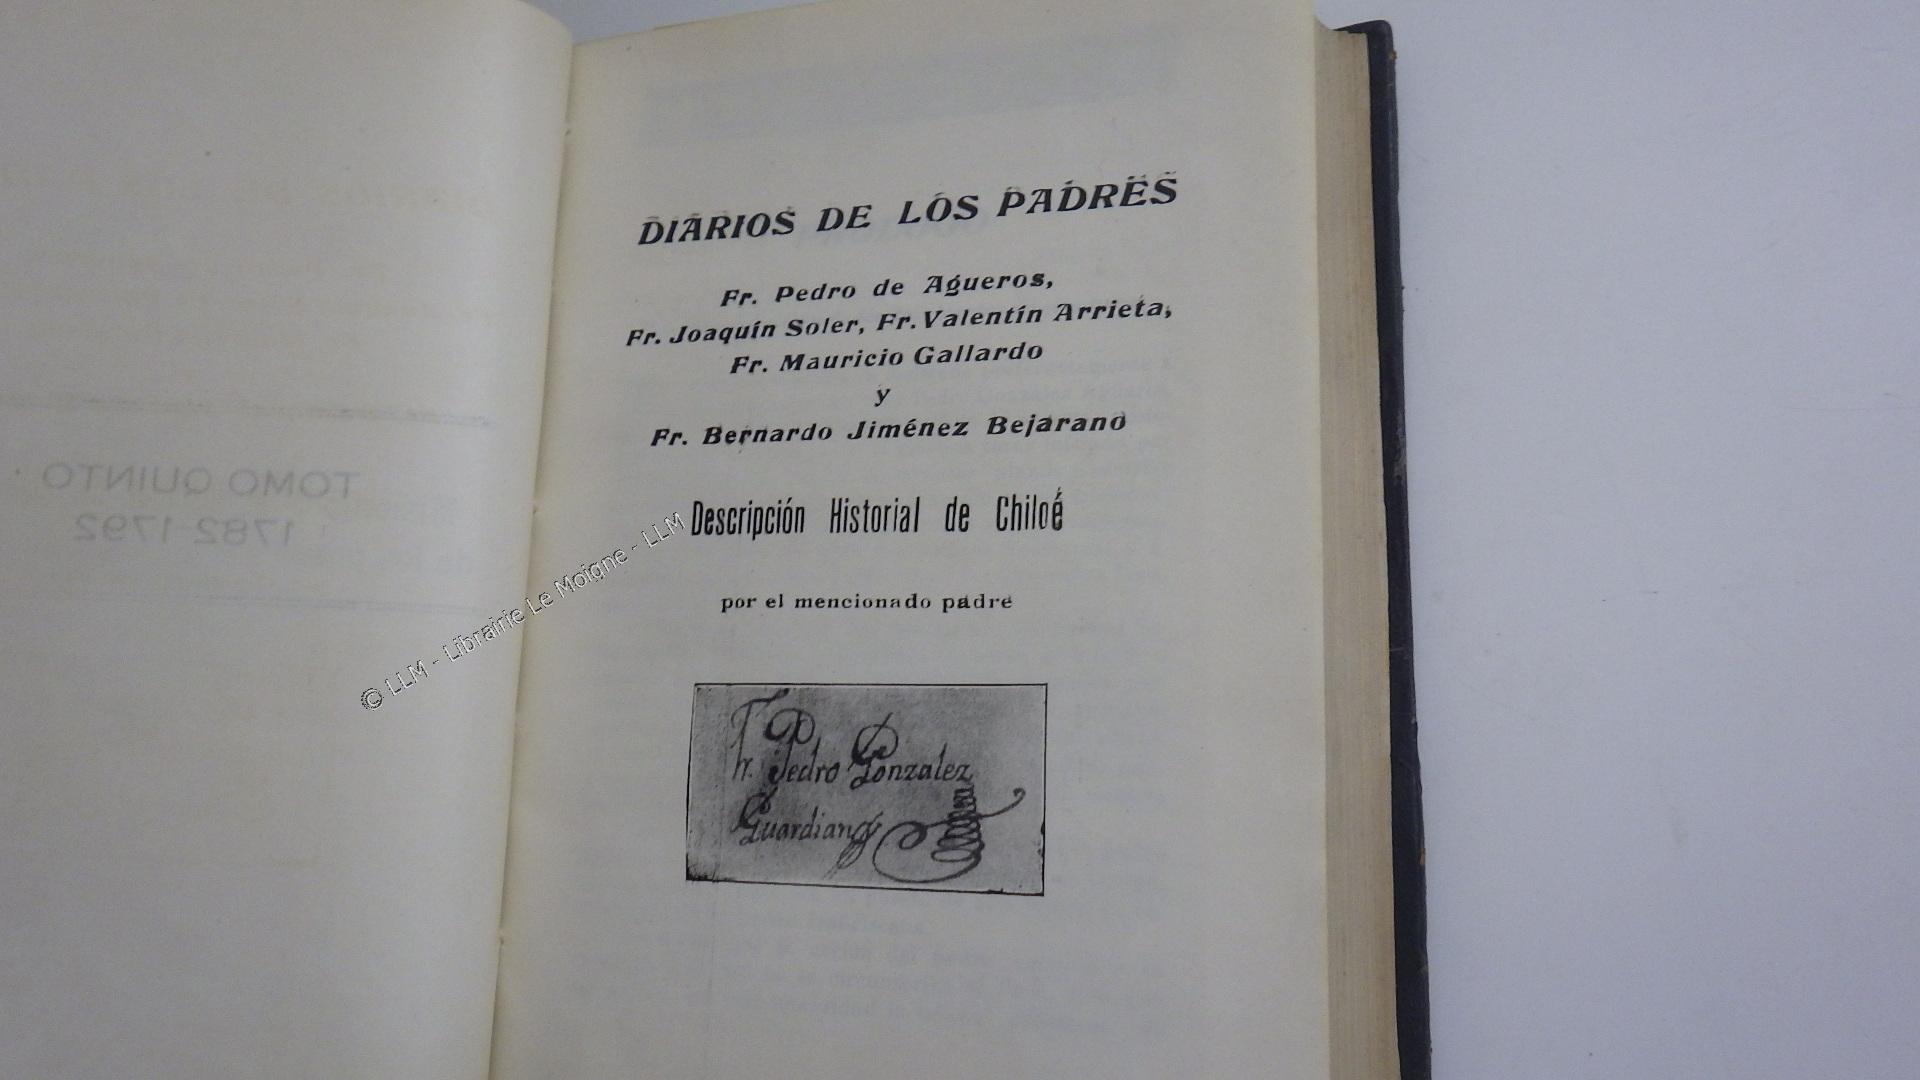 DIARIOS DE LOS PADRES
Fr. Pedro de Agueros,
Fr. Joaquín Soler, Fr. Valentín Arrieta,
Fr. Mauricio Gallardo
y
Fr. Bernardo Jiménez Bejarano
Descripción Historial de Chiloé
por el mencionado padre
Fr. Pedro Gonzalez
Guardian
TOMO QUINTO
1782-1792
© LLM - Librairie Le Moigne - LLM